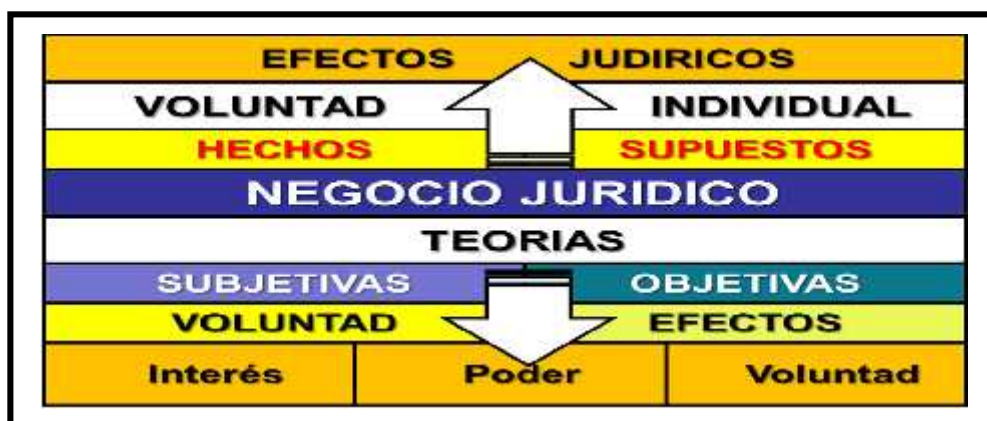 EFECTOS JUDIRICOS
VOLUNTAD INDIVIDUAL
HECHOS SUPUESTOS
NEGOCIO JURIDICO
TEORIAS
SUBJETIVAS OBJETIVAS
VOLUNTAD EFECTOS
Interés Poder Voluntad